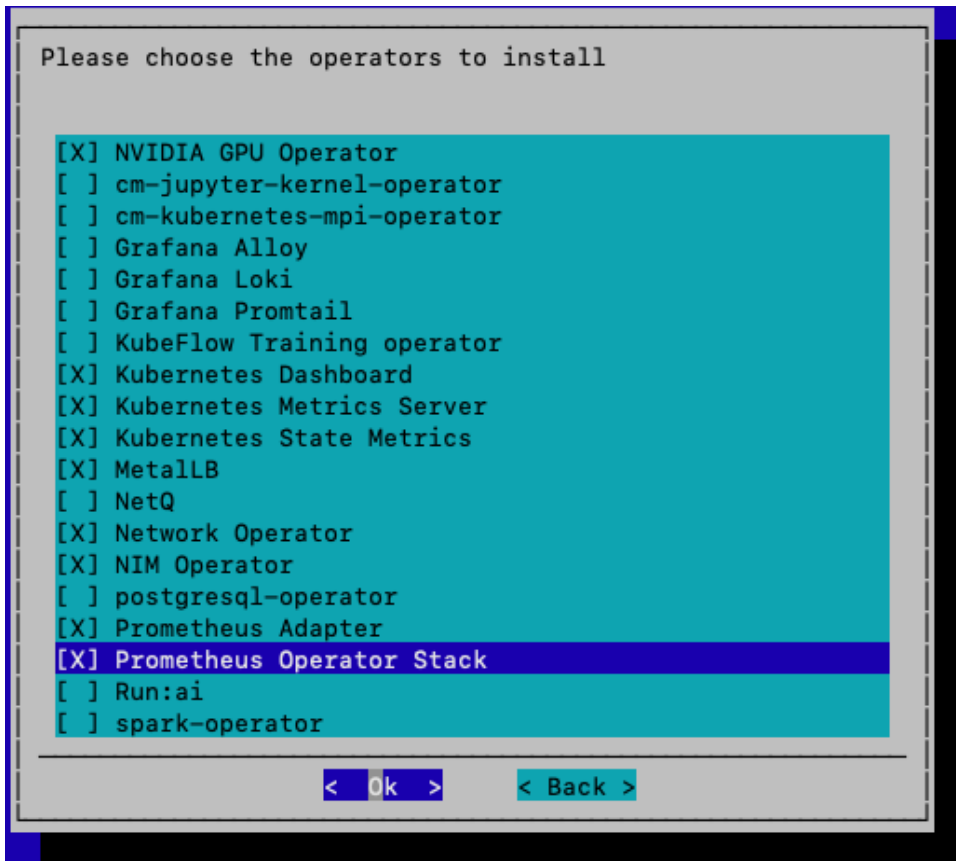 Please choose the operators to install
[X] NVIDIA GPU Operator
[ ] cm-jupyter-kernel-operator
[ ] cm-kubernetes-mpi-operator
[ ] Grafana Alloy
[ ] Grafana Loki
[ ] Grafana Promtail
[ ] KubeFlow Training operator
[X] Kubernetes Dashboard
[X] Kubernetes Metrics Server
[X] Kubernetes State Metrics
[X] MetalLB
[ ] NetQ
[X] Network Operator
[X] NIM Operator
[ ] postgresql-operator
[X] Prometheus Adapter
[X] Prometheus Operator Stack
[ ] Run:ai
[ ] spark-operator
< Ok > < Back >